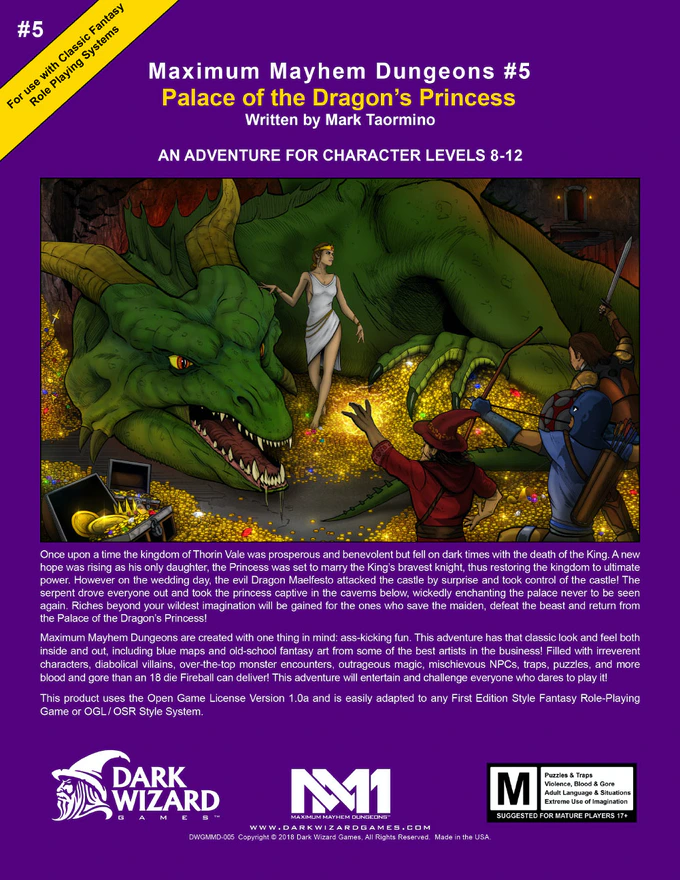 #5
For use with Classic Fantasy
Role Playing Systems
Maximum Mayhem Dungeons #5
Palace of the Dragon's Princess
Written by Mark Taormino
AN ADVENTURE FOR CHARACTER LEVELS 8-12
Once upon a time the kingdom of Thorin Vale was prosperous and benevolent but fell on dark times with the death of the King. A new
hope was rising as his only daughter, the Princess was set to marry the King's bravest knight, thus restoring the kingdom to ultimate
power. However on the wedding day, the evil Dragon Maelfesto attacked the castle by surprise and took control of the castle! The
serpent drove everyone out and took the princess captive in the caverns below, wickedly enchanting the palace never to be seen
again. Riches beyond your wildest imagination will be gained for the ones who save the maiden, defeat the beast and return from
the Palace of the Dragon's Princess!
Maximum Mayhem Dungeons are created with one thing in mind: ass-kicking fun. This adventure has that classic look and feel both
inside and out, including blue maps and old-school fantasy art from some of the best artists in the business! Filled with irreverent
characters, diabolical villains, over-the-top monster encounters, outrageous magic, mischievous NPCs, traps, puzzles, and more
blood and gore than an 18 die Fireball can deliver! This adventure will entertain and challenge everyone who dares to play it!
This product uses the Open Game License Version 1.0a and is easily adapted to any First Edition Style Fantasy Role-Playing
Game or OGL / OSR Style System.
DARK
WIZARD
GAMES™
MM1
MAXIMUM MAYHEM DUNGEONS™
M
Puzzles & Traps
Violence, Blood & Gore
Adult Language & Situations
Extreme Use of Imagination
SUGGESTED FOR MATURE PLAYERS 17+
WWW.DARKWIZARDGAMES.COM
DWGMMD-005 Copyright © 2018 Dark Wizard Games, All Rights Reserved. Made in the USA.